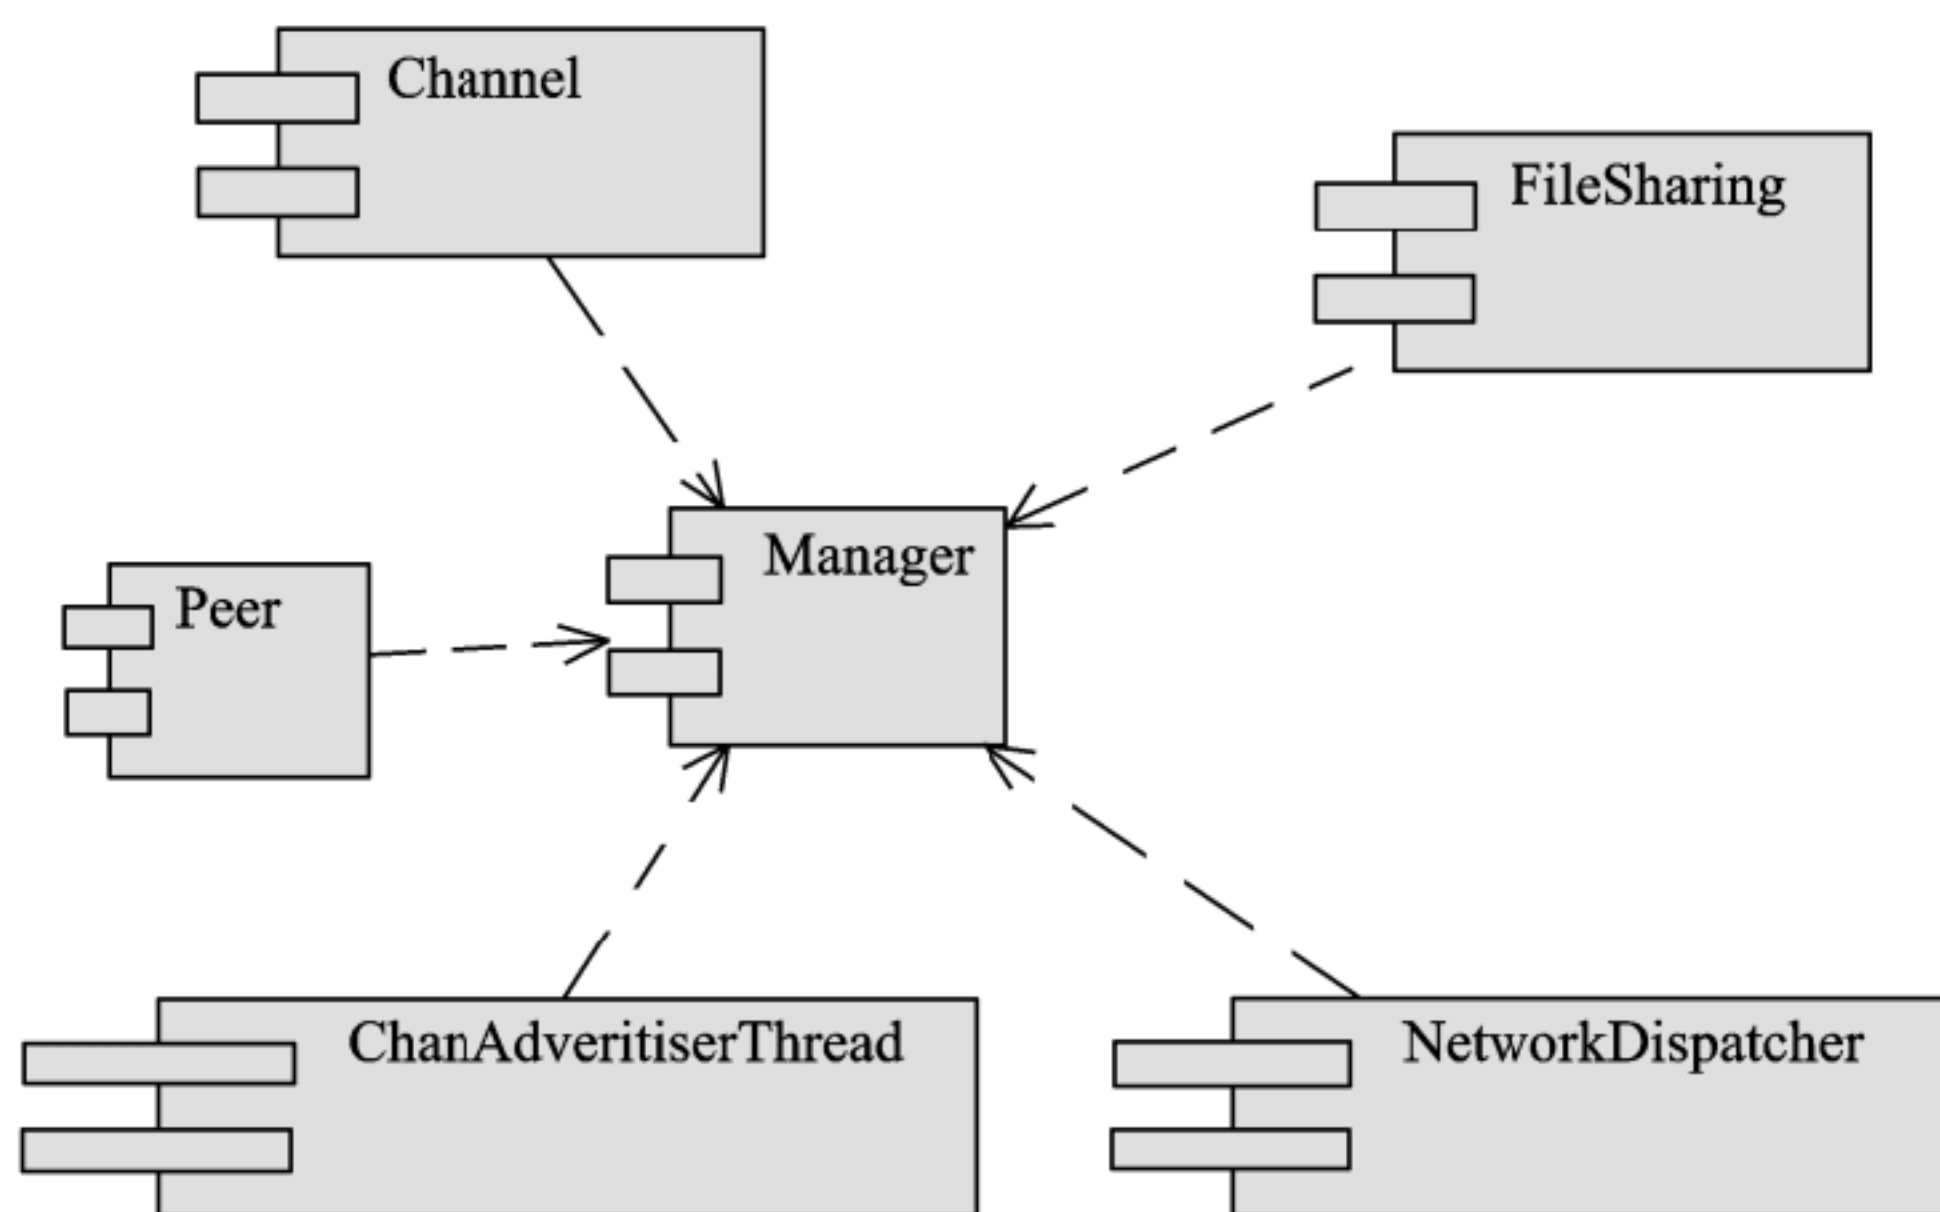 Channel
FileSharing
Manager
Peer
ChanAdveritiserThread
NetworkDispatcher